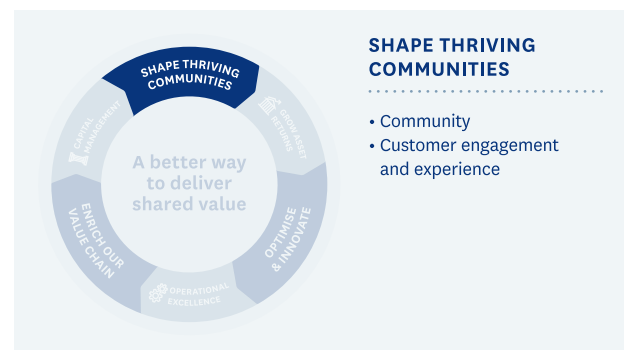 SHAPE THRIVING
COMMUNITIES
GROW ASSET
RETURNS
OPTIMISE
& INNOVATE
OPERATIONAL
EXCELLENCE
ENRICH OUR
VALUE CHAIN
CAPITAL
MANAGEMENT
A better way
to deliver
shared value
SHAPE THRIVING
COMMUNITIES
• Community
• Customer engagement
and experience